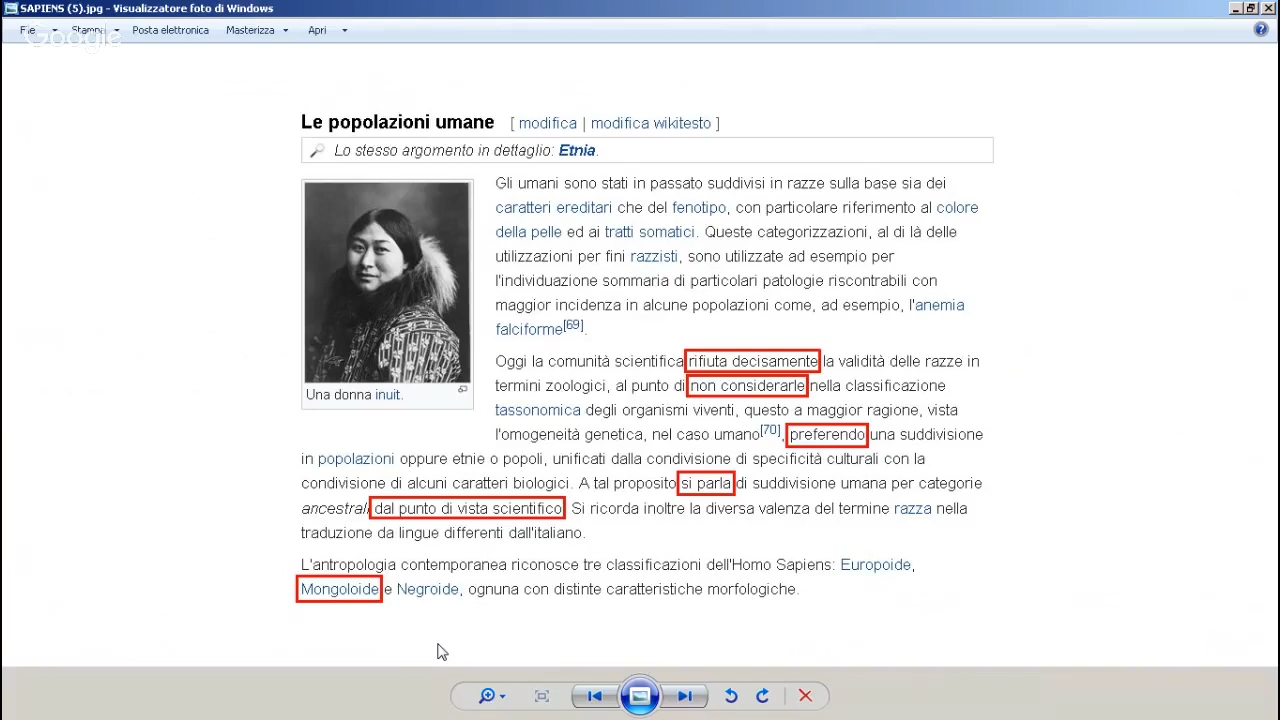 SAPIENS (5).jpg - Visualizzatore foto di Windows
File Stampa Posta elettronica Masterizza Apri
Google
Le popolazioni umane [ modifica | modifica wikitesto ]
Lo stesso argomento in dettaglio: Etnia.
Gli umani sono stati in passato suddivisi in razze sulla base sia dei
caratteri ereditari che del fenotipo, con particolare riferimento al colore
della pelle ed ai tratti somatici. Queste categorizzazioni, al di là delle
utilizzazioni per fini razzisti, sono utilizzate ad esempio per
l'individuazione sommaria di particolari patologie riscontrabili con
maggior incidenza in alcune popolazioni come, ad esempio, l'anemia
falciforme[69].
Una donna inuit.
Oggi la comunità scientifica rifiuta decisamente la validità delle razze in
termini zoologici, al punto di non considerarle nella classificazione
tassonomica degli organismi viventi, questo a maggior ragione, vista
l'omogeneità genetica, nel caso umano[70], preferendo una suddivisione
in popolazioni oppure etnie o popoli, unificati dalla condivisione di specificità culturali con la
condivisione di alcuni caratteri biologici. A tal proposito si parla di suddivisione umana per categorie
ancestrali dal punto di vista scientifico. Si ricorda inoltre la diversa valenza del termine razza nella
traduzione da lingue differenti dall'italiano.
L'antropologia contemporanea riconosce tre classificazioni dell'Homo Sapiens: Europoide,
Mongoloide e Negroide, ognuna con distinte caratteristiche morfologiche.